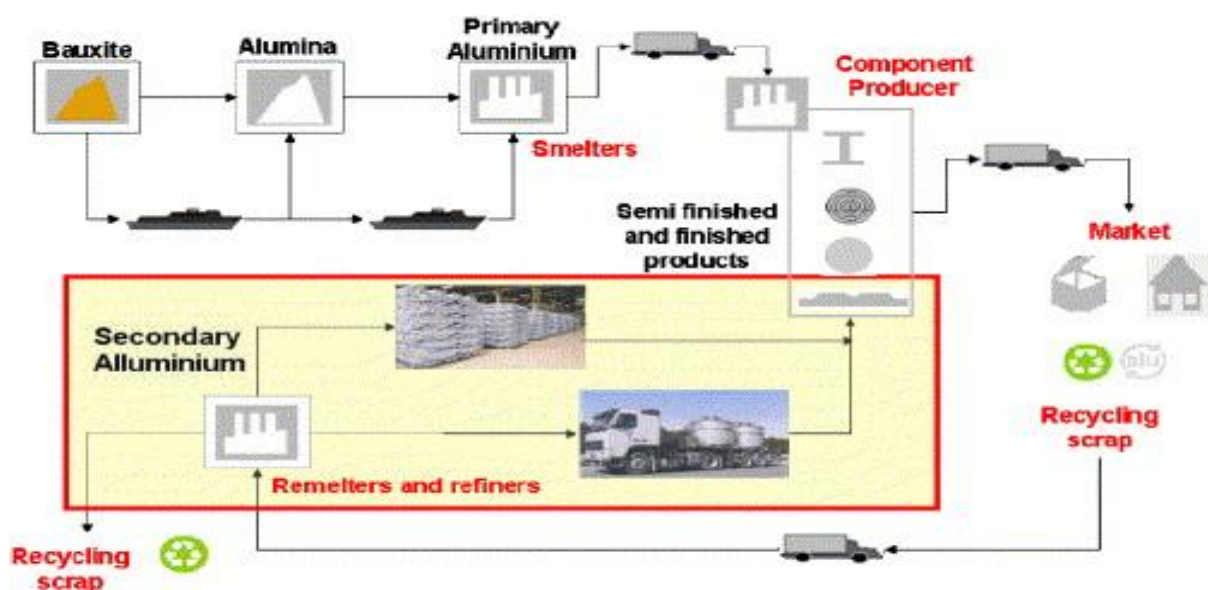 Bauxite
Alumina
Primary
Aluminium
Component
Producer
Smelters
Semi finished
and finished
products
Market
Secondary
Alluminium
alu
Recycling
scrap
Remelters and refiners
Recycling
scrap